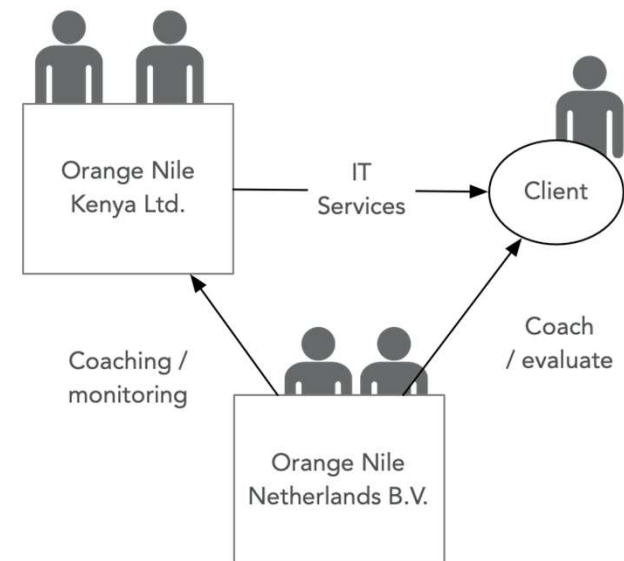 Orange Nile
Kenya Ltd.
IT
Services
Client
Coaching /
monitoring
Coach
/ evaluate
Orange Nile
Netherlands B.V.